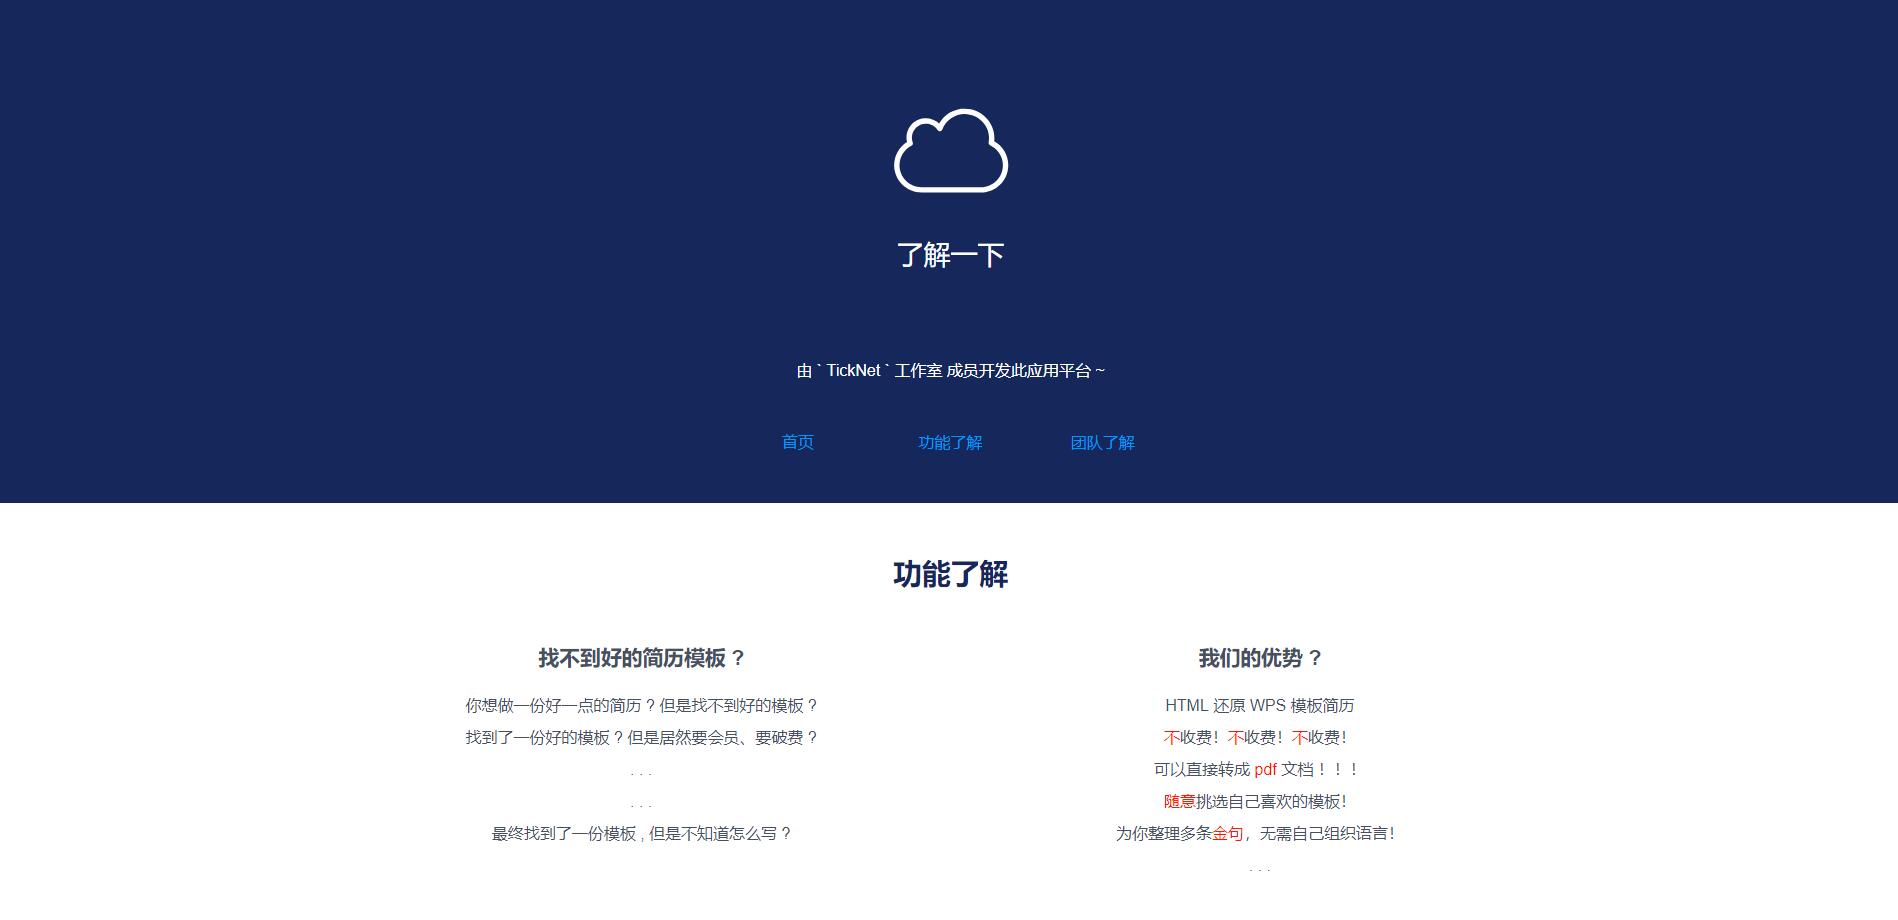 了解一下
由 ` TickNet ` 工作室 成员开发此应用平台 ~
首页 功能了解 团队了解
功能了解
找不到好的简历模板？
你想做一份好一点的简历？但是找不到好的模板？
找到了一份好的模板？但是居然要会员、要破费？
. . .
. . .
最终找到了一份模板 , 但是不知道怎么写？
我们的优势？
HTML 还原 WPS 模板简历
不收费！不收费！不收费！
可以直接转成 pdf 文档！！！
随意挑选自己喜欢的模板！
为你整理多条金句，无需自己组织语言！
. . .